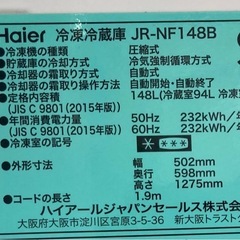 Haier 冷凍冷蔵庫 JR-NF148B
●冷凍機の種類 圧縮式
●貯蔵庫の冷却方式 冷気強制循環方式
●冷却器の霜取り方式 自動式
●冷却器の霜取り操作 自動開始・自動終了
●定格内容積 148L(冷蔵室94L 冷凍室
(JIS C 9801 (2015年版))
●年間消費電力量 50Hz 232kWh/年
(JIS C 9801 (2015年版)) 60Hz 232kWh/年
●冷凍室の記号
●外形寸法 幅 502mm
奥行 598mm
高さ 1275mm
●コードの長さ 1.9m
ハイアールジャパンセールス株式会
大阪府大阪市淀川区宮原3-5-36 新大阪トラスト